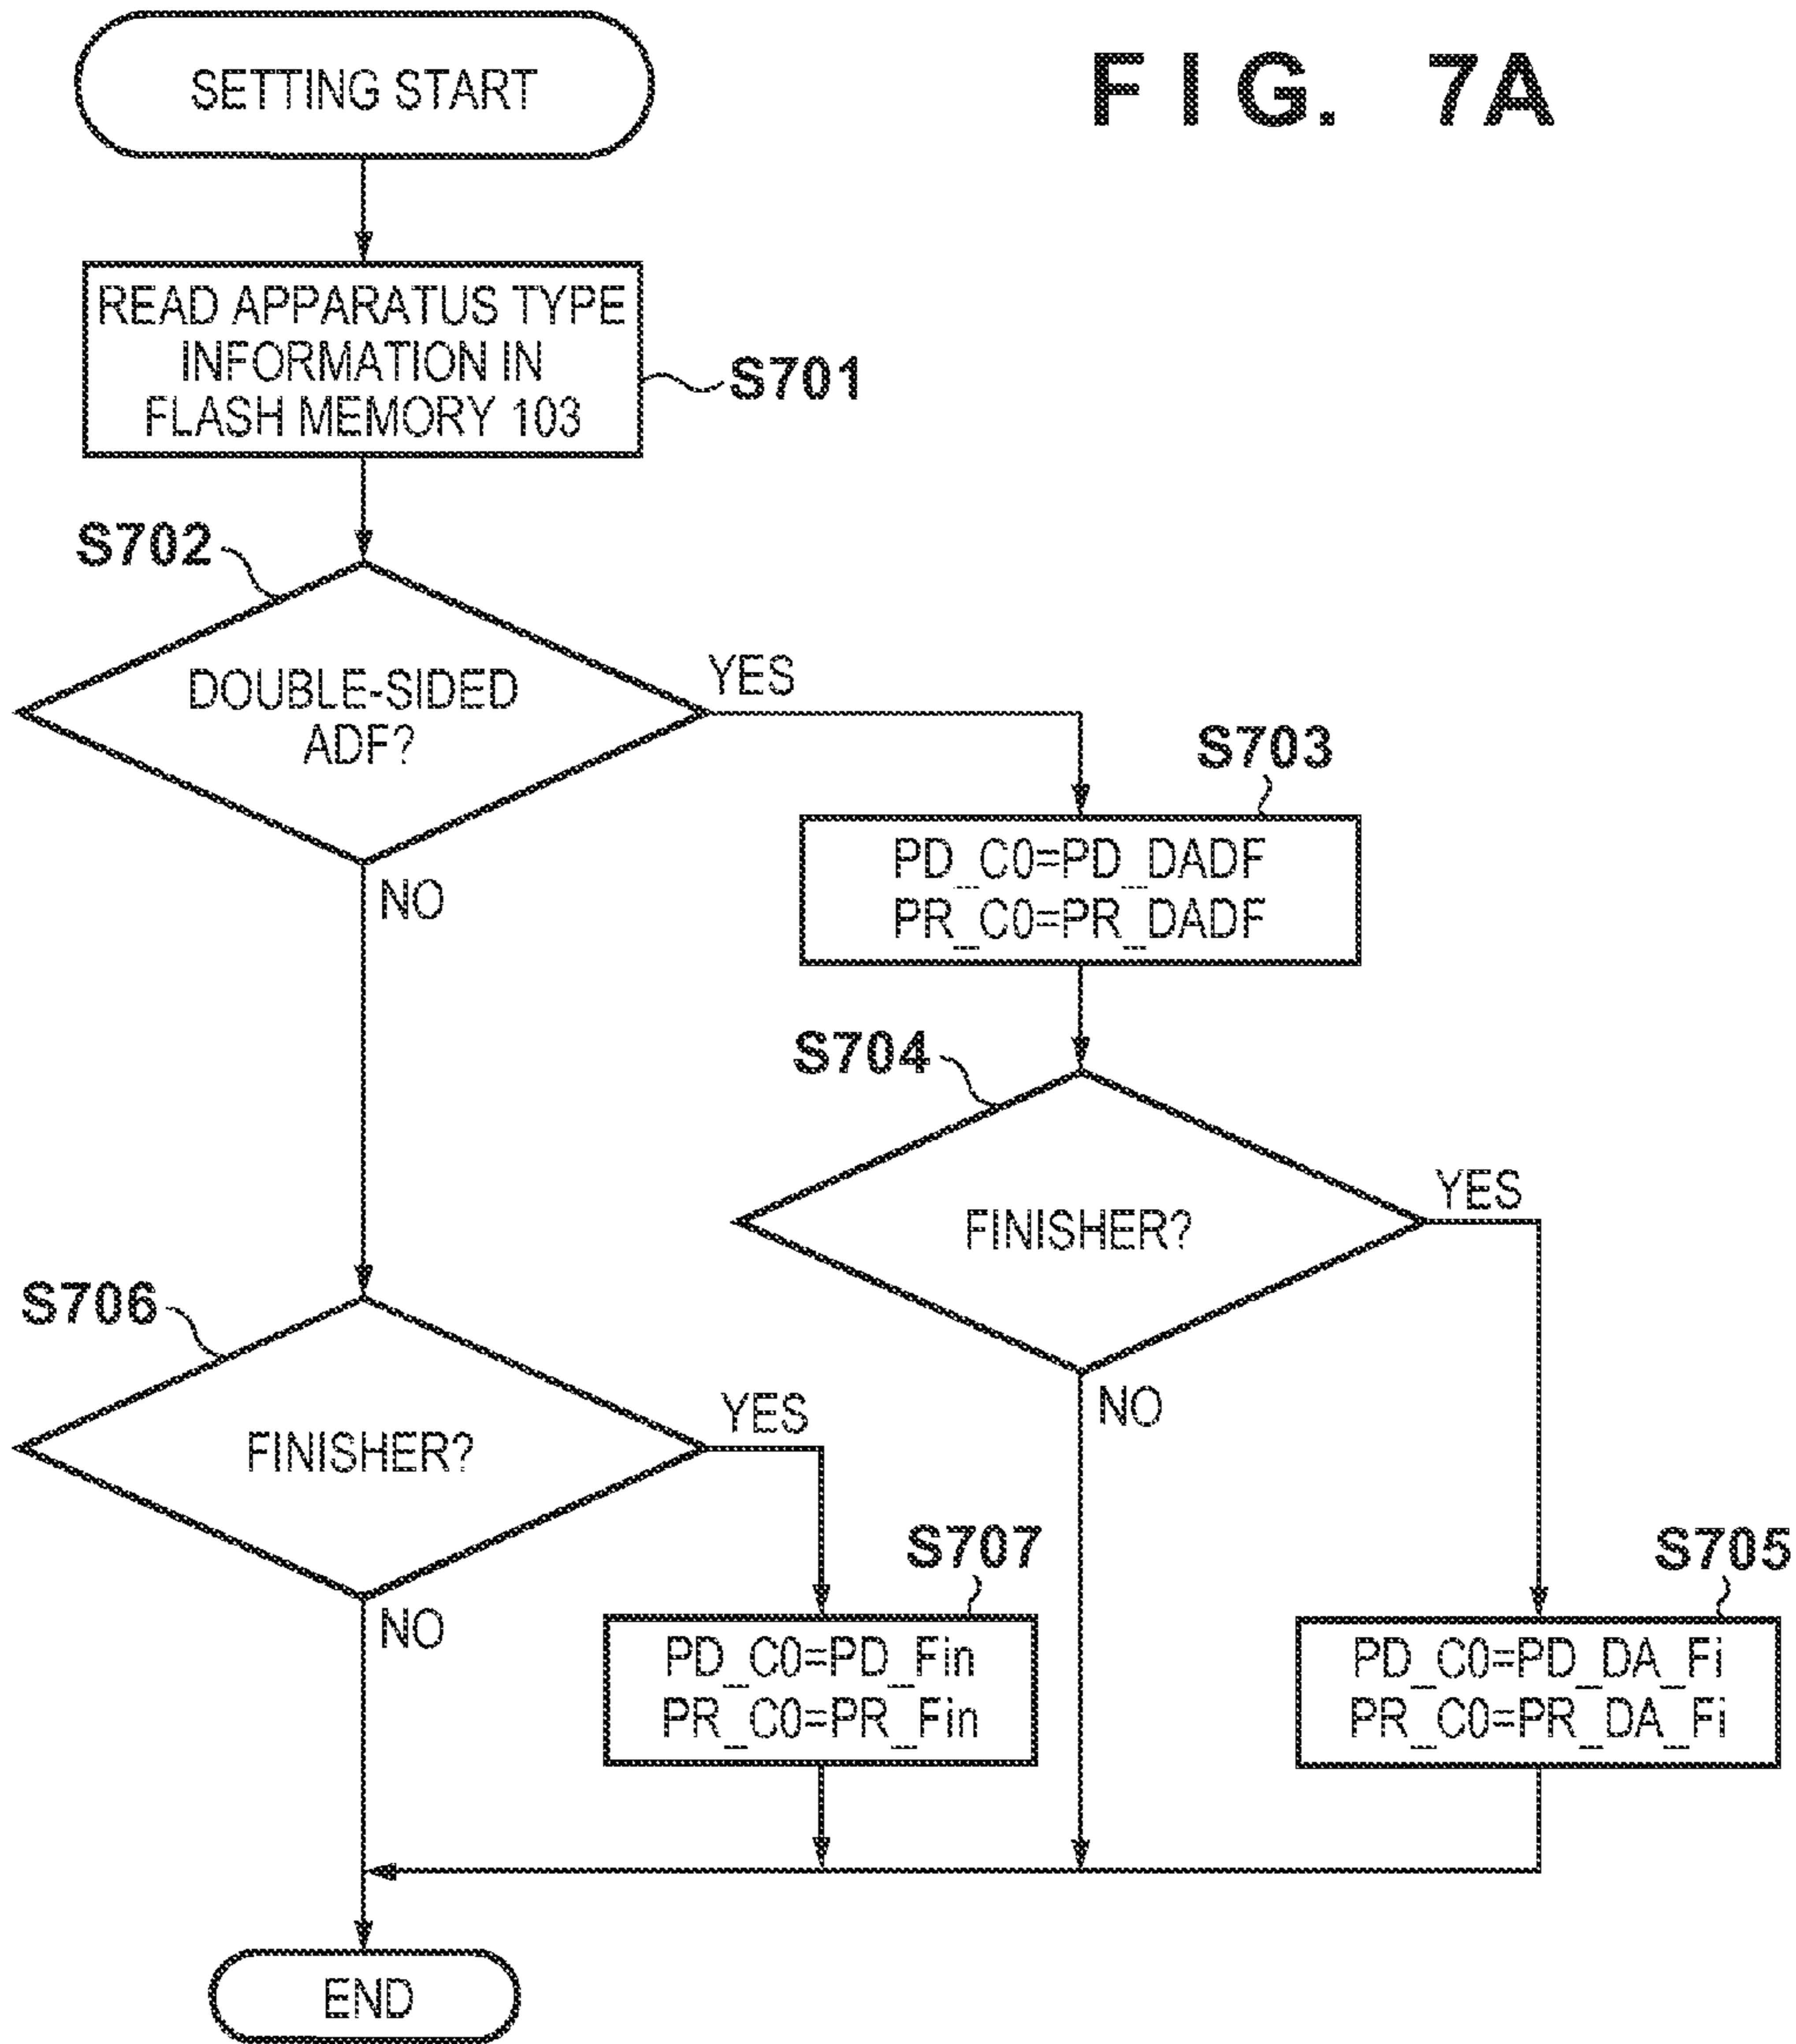 FIG. 7A
SETTING START
READ APPARATUS TYPE
INFORMATION IN
FLASH MEMORY 103
S701
S702
DOUBLE-SIDED
ADF?
YES
NO
S703
PD_C0=PD_DADF
PR_C0=PR_DADF
S704
FINISHER?
YES
NO
S706
FINISHER?
YES
NO
S707
PD_C0=PD_Fin
PR_C0=PR_Fin
S705
PD_C0=PD_DA_Fi
PR_C0=PR_DA_Fi
END